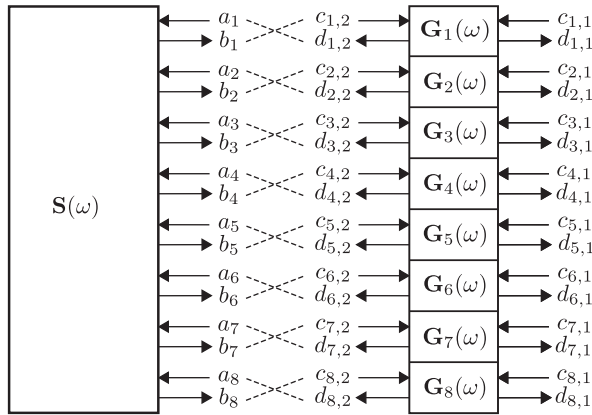 a₁ c₁,₂ G₁(ω) c₁,₁
b₁ d₁,₂ d₁,₁
a₂ c₂,₂ G₂(ω) c₂,₁
b₂ d₂,₂ d₂,₁
a₃ c₃,₂ G₃(ω) c₃,₁
b₃ d₃,₂ d₃,₁
a₄ c₄,₂ G₄(ω) c₄,₁
b₄ d₄,₂ d₄,₁
S(ω)
a₅ c₅,₂ G₅(ω) c₅,₁
b₅ d₅,₂ d₅,₁
a₆ c₆,₂ G₆(ω) c₆,₁
b₆ d₆,₂ d₆,₁
a₇ c₇,₂ G₇(ω) c₇,₁
b₇ d₇,₂ d₇,₁
a₈ c₈,₂ G₈(ω) c₈,₁
b₈ d₈,₂ d₈,₁